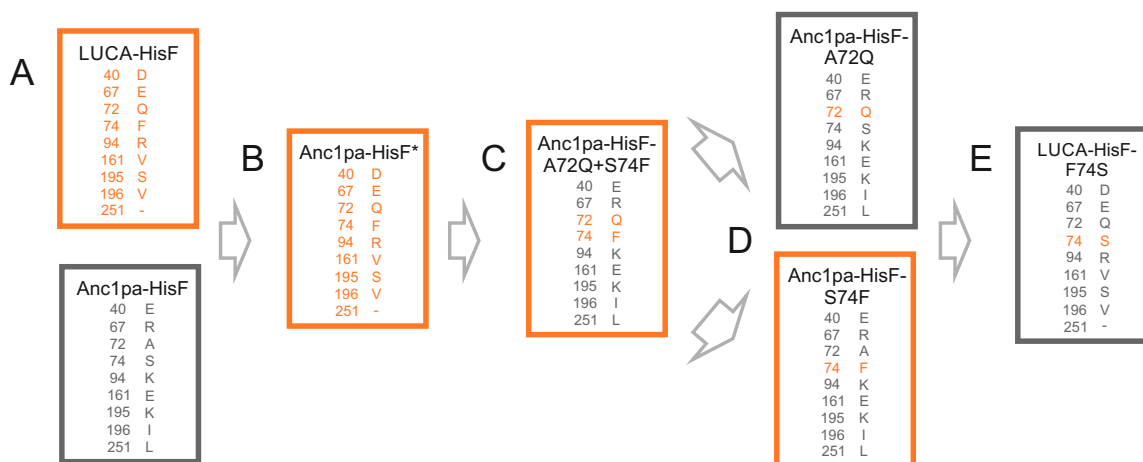 A
LUCA-HisF
40 D
67 E
72 Q
74 F
94 R
161 V
195 S
196 V
251 -
Anc1pa-HisF
40 E
67 R
72 A
74 S
94 K
161 E
195 K
196 I
251 L
B
Anc1pa-HisF*
40 D
67 E
72 Q
74 F
94 R
161 V
195 S
196 V
251 -
C
Anc1pa-HisF-
A72Q+S74F
40 E
67 R
72 Q
74 F
94 K
161 E
195 K
196 I
251 L
D
Anc1pa-HisF-
A72Q
40 E
67 R
72 Q
74 S
94 K
161 E
195 K
196 I
251 L
Anc1pa-HisF-
S74F
40 E
67 R
72 A
74 F
94 K
161 E
195 K
196 I
251 L
E
LUCA-HisF-
F74S
40 D
67 E
72 Q
74 S
94 R
161 V
195 S
196 V
251 -